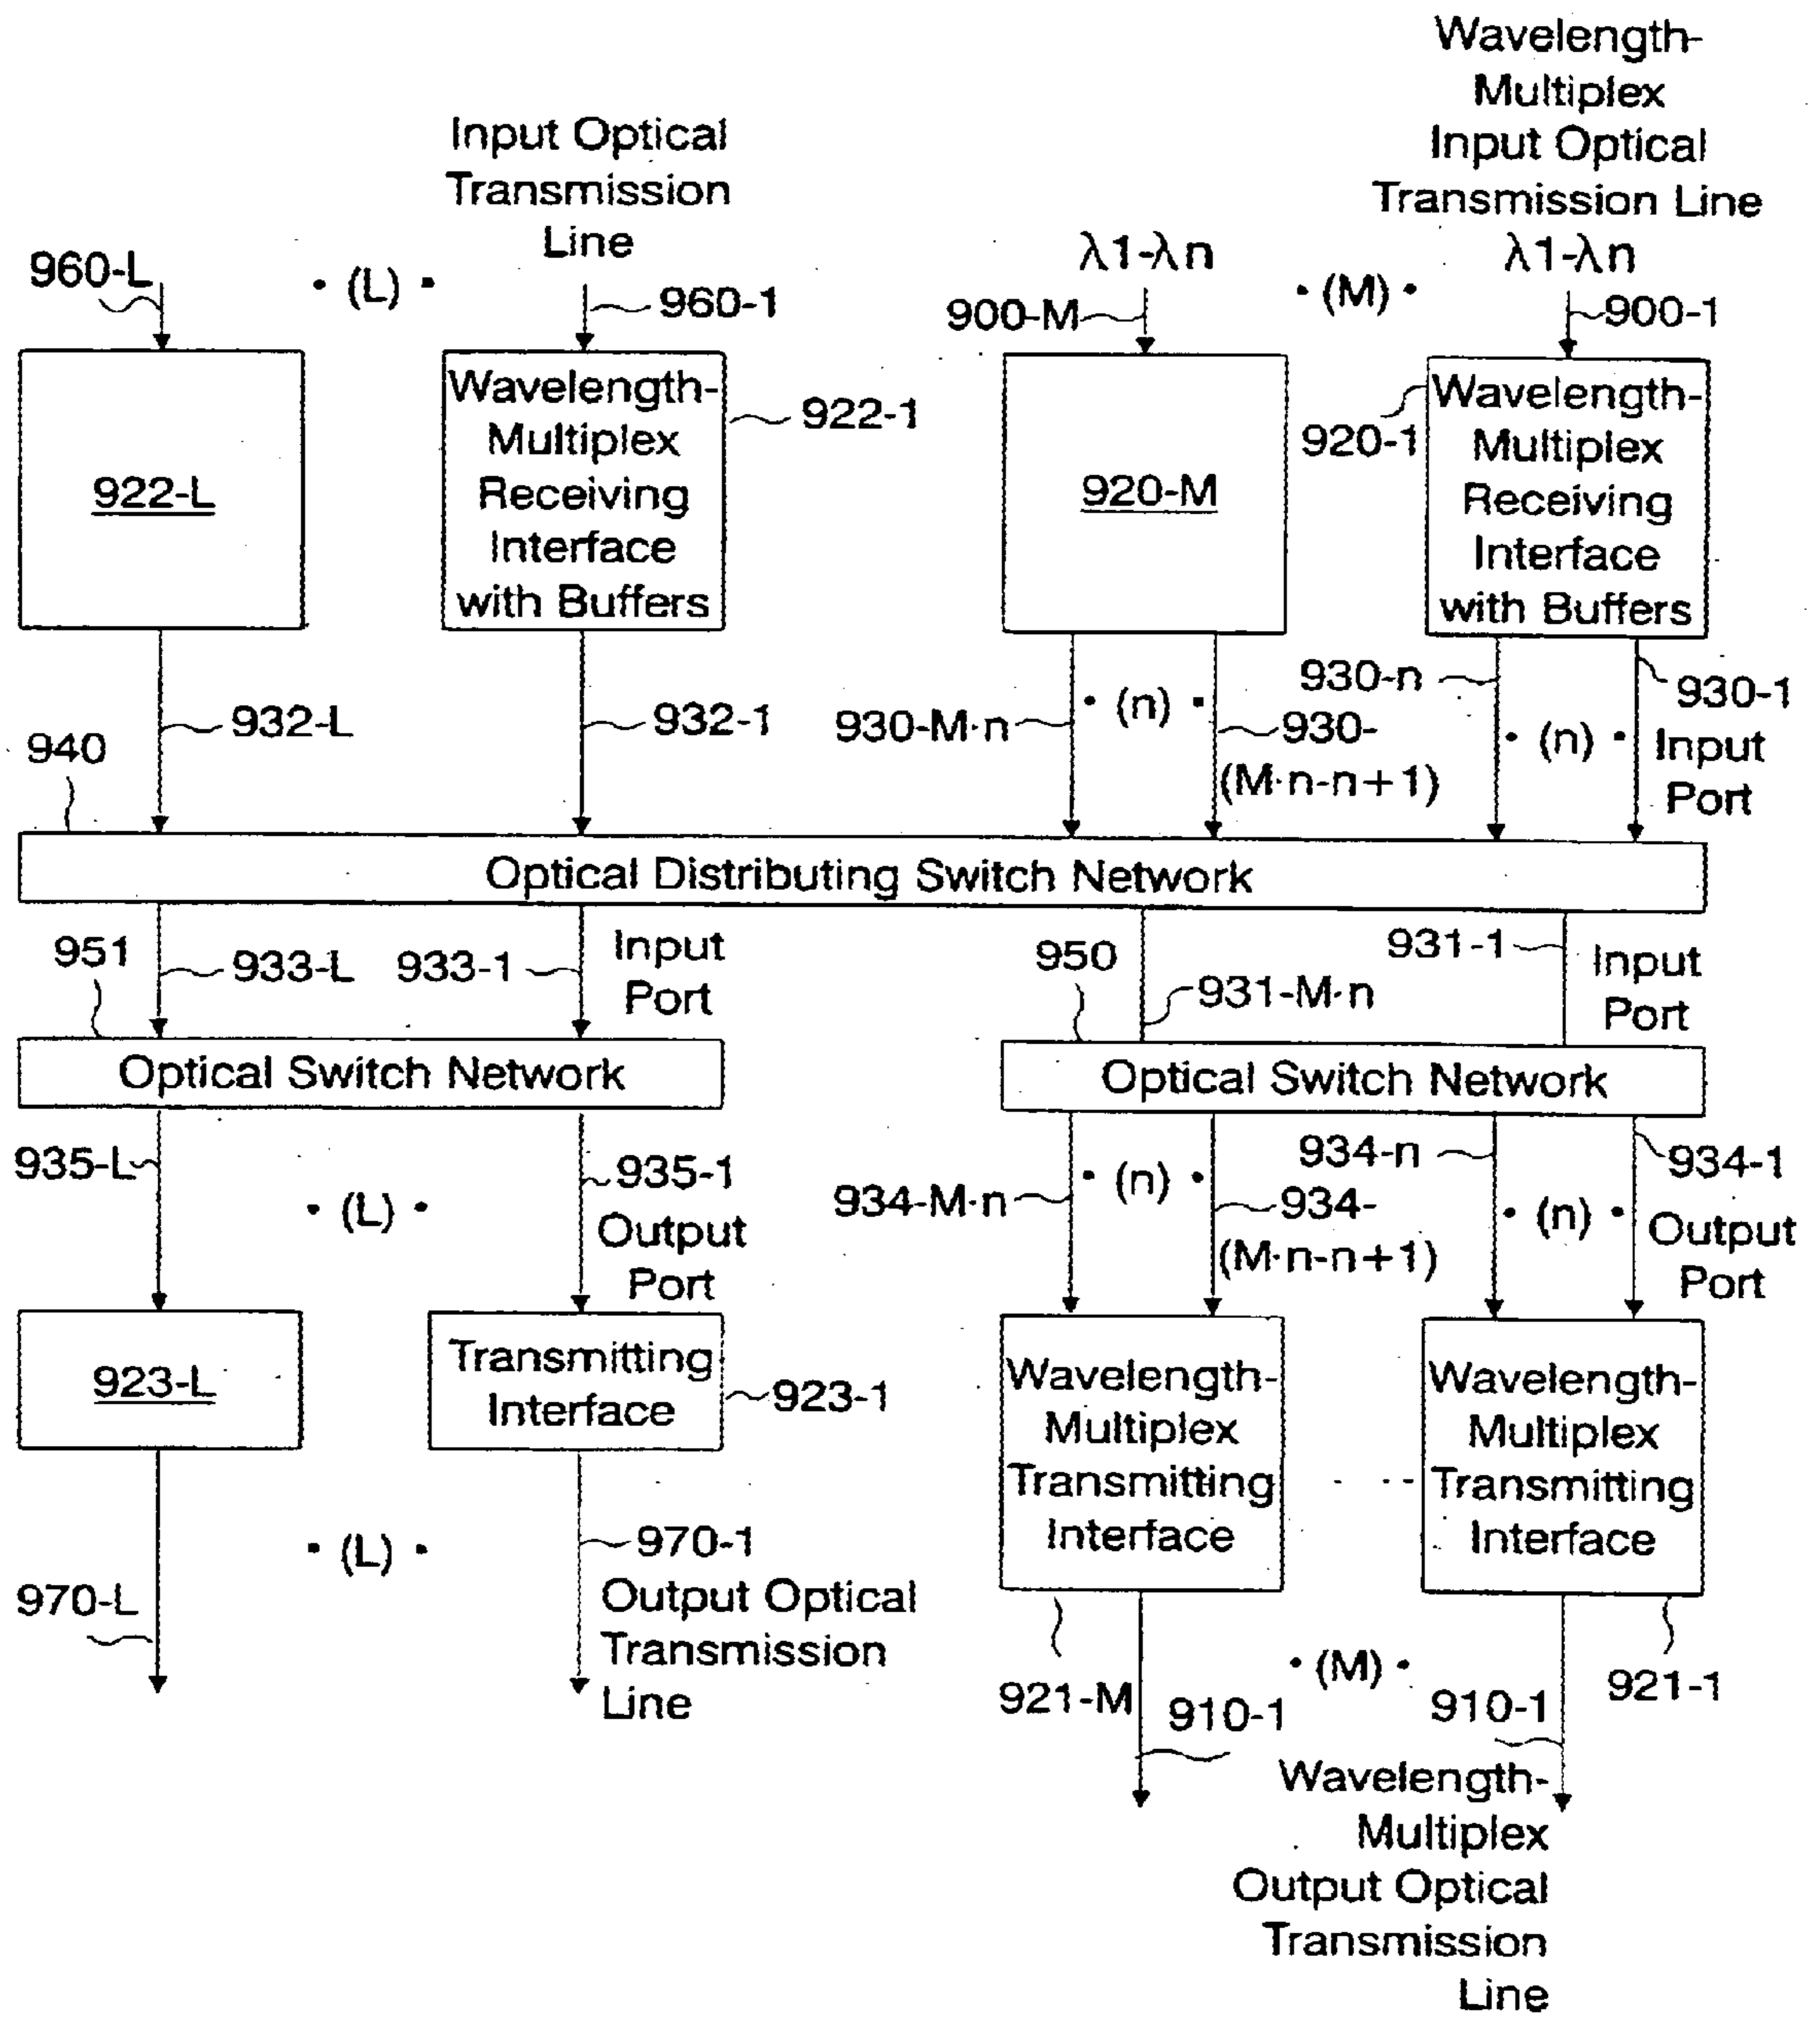 Wavelength-
Multiplex
Input Optical
Transmission Line
Input Optical
Transmission
Line
λ1-λn
λ1-λn
960-L
• (L) •
960-1
900-M
• (M) •
900-1
Wavelength-
Multiplex
Receiving
Interface
with Buffers
922-1
922-L
920-M
920-1
Wavelength-
Multiplex
Receiving
Interface
with Buffers
932-L
932-1
930-M·n
• (n) •
930-
(M·n-n+1)
930-n
• (n) •
930-1
Input
Port
940
Optical Distributing Switch Network
951
933-L
933-1
Input
Port
950
931-M·n
931-1
Input
Port
Optical Switch Network
Optical Switch Network
935-L
• (L) •
935-1
Output
Port
934-M·n
• (n) •
934-
(M·n-n+1)
934-n
• (n) •
934-1
Output
Port
923-L
Transmitting
Interface
923-1
Wavelength-
Multiplex
Transmitting
Interface
Wavelength-
Multiplex
Transmitting
Interface
970-L
• (L) •
970-1
Output Optical
Transmission
Line
921-M
910-1
• (M) •
910-1
921-1
Wavelength-
Multiplex
Output Optical
Transmission
Line